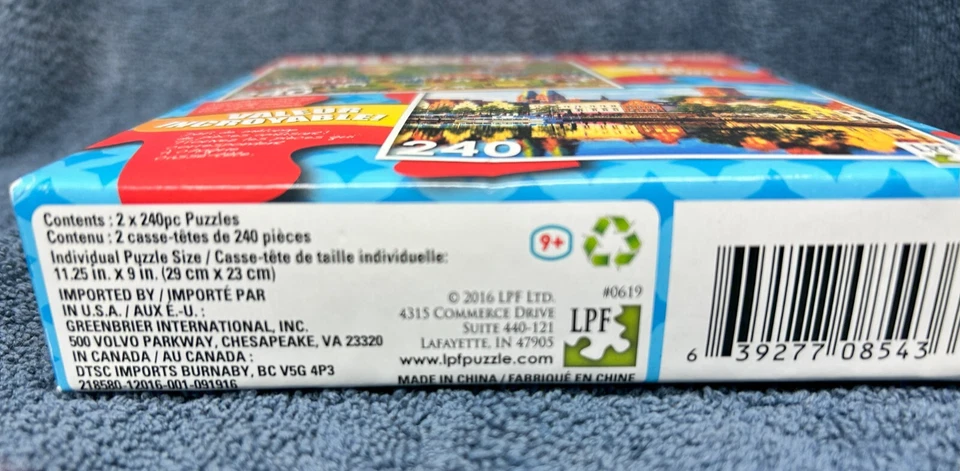 VALEUR
INCROYABLE!
240
Contents : 2 x 240pc Puzzles
Contenu : 2 casse-têtes de 240 pièces
Individual Puzzle Size / Casse-tête de taille individuelle:
11.25 in. x 9 in. (29 cm x 23 cm)
IMPORTED BY / IMPORTÉ PAR
IN U.S.A. / AUX É.-U. :
GREENBRIER INTERNATIONAL, INC.
500 VOLVO PARKWAY, CHESAPEAKE, VA 23320
IN CANADA / AU CANADA :
DTSC IMPORTS BURNABY, BC V5G 4P3
218580-12016-001-091916
9+
#0619
© 2016 LPF LTD.
4315 COMMERCE DRIVE
SUITE 440-121
LAFAYETTE, IN 47905
www.lpfpuzzle.com
LPF
MADE IN CHINA / FABRIQUÉ EN CHINE
6 39277 08543